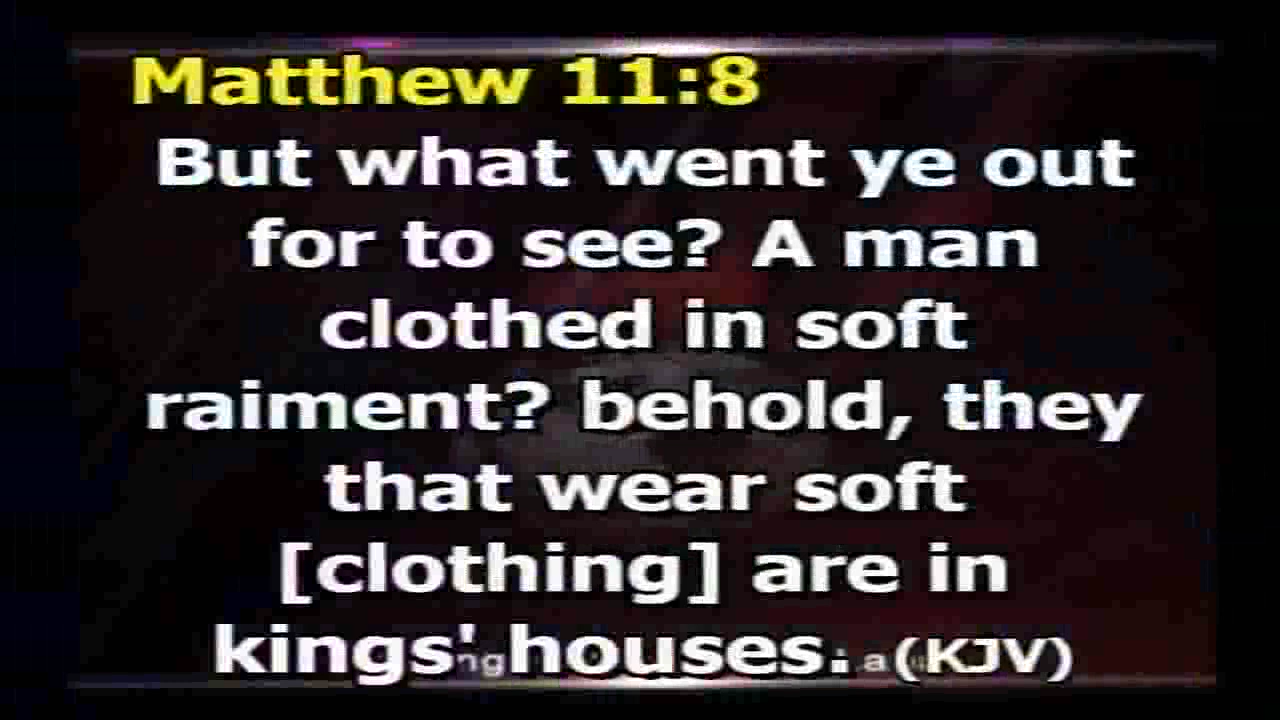 Matthew 11:8
But what went ye out
for to see? A man
clothed in soft
raiment? behold, they
that wear soft
[clothing] are in
kings' houses. (KJV)